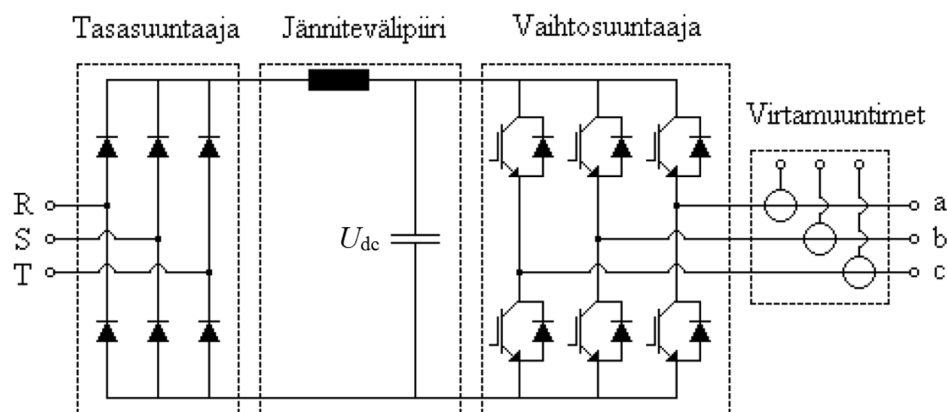 Tasasuuntaaja Jännitevälipiiri Vaihtosuuntaaja
Virtamuuntimet
R
S
T
Udc
a
b
c